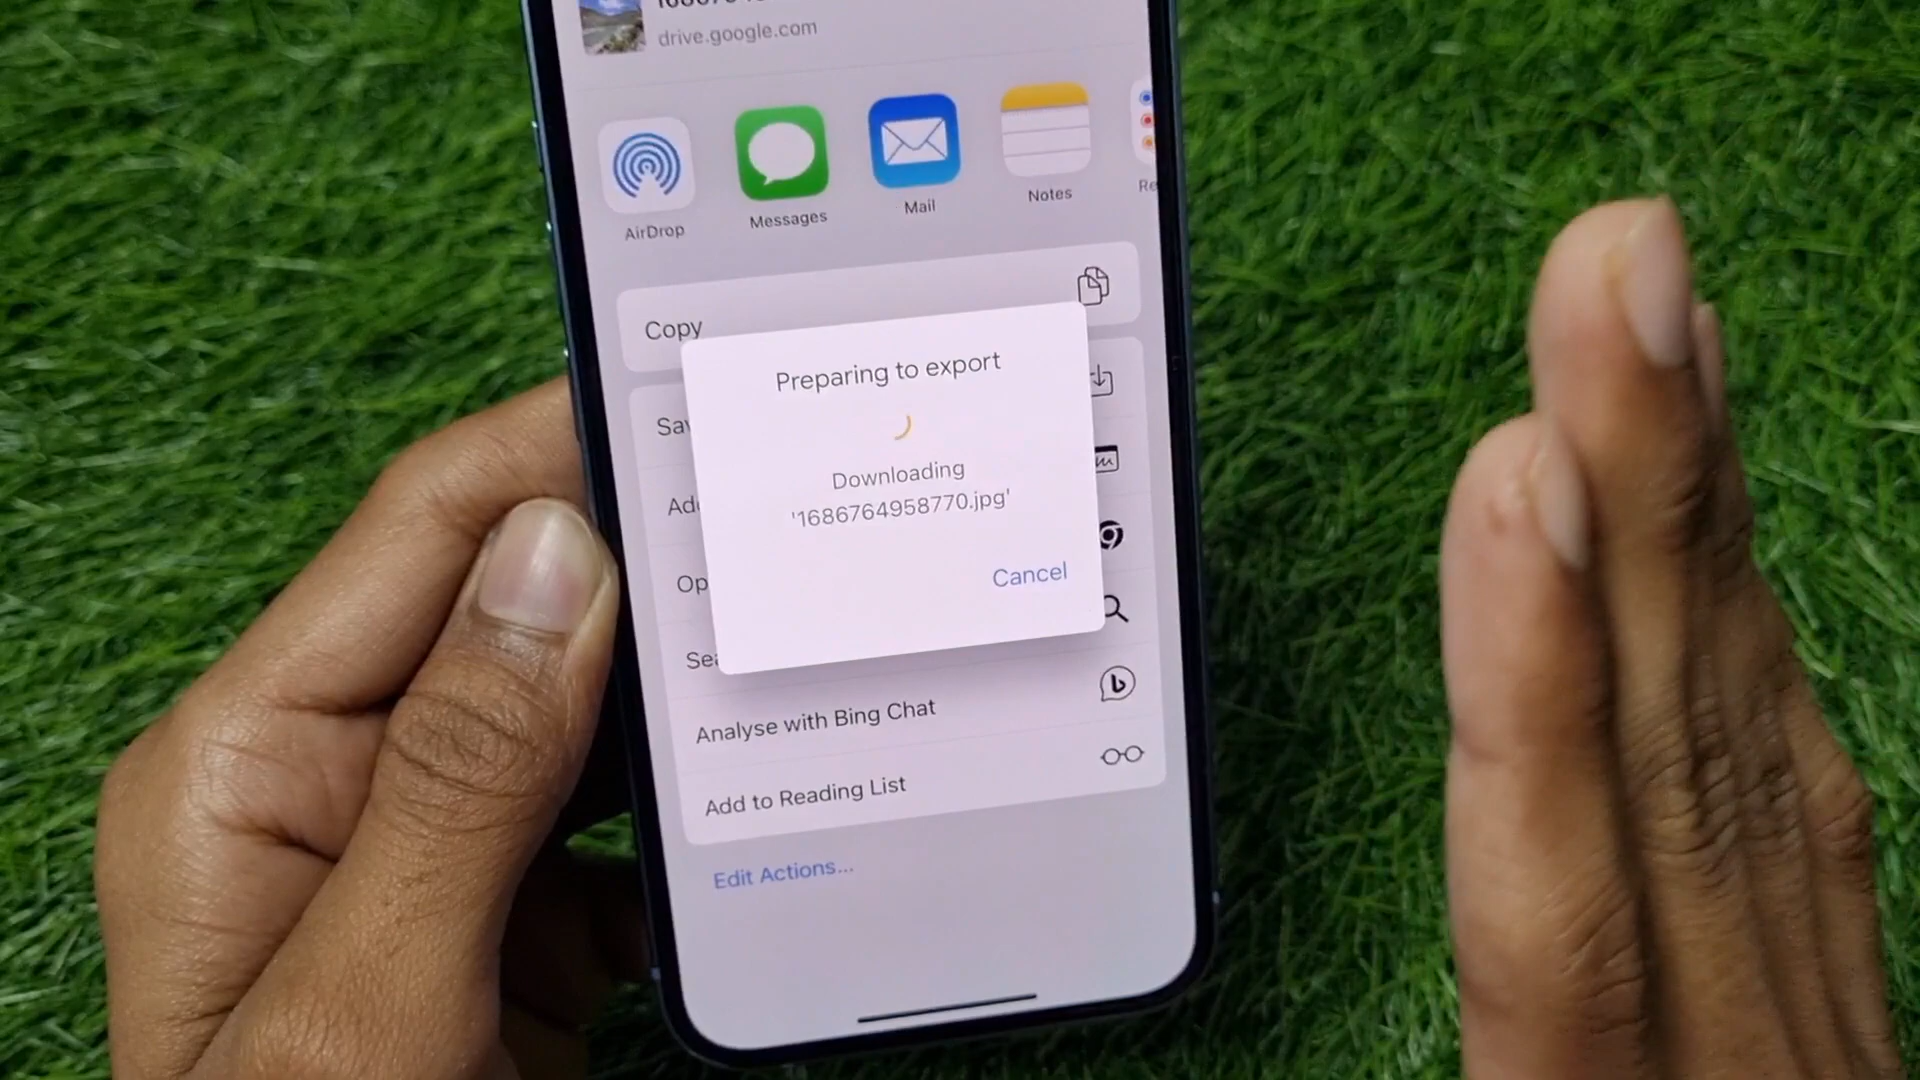 drive.google.com
AirDrop
Messages
Mail
Notes
Re
Copy
Preparing to export
Downloading
'1686764958770.jpg'
Cancel
Sav
Ad
Op
Sea
Analyse with Bing Chat
Add to Reading List
Edit Actions...